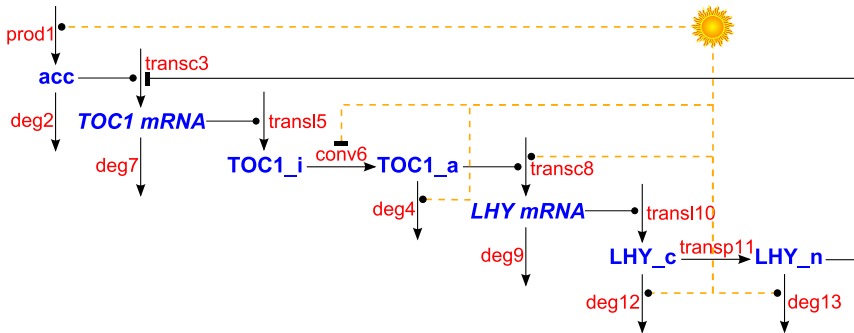 prod1
acc
transc3
deg2
TOC1 mRNA
transl5
deg7
TOC1_i
conv6
TOC1_a
transc8
deg4
LHY mRNA
transl10
deg9
LHY_c
transp11
LHY_n
deg12
deg13